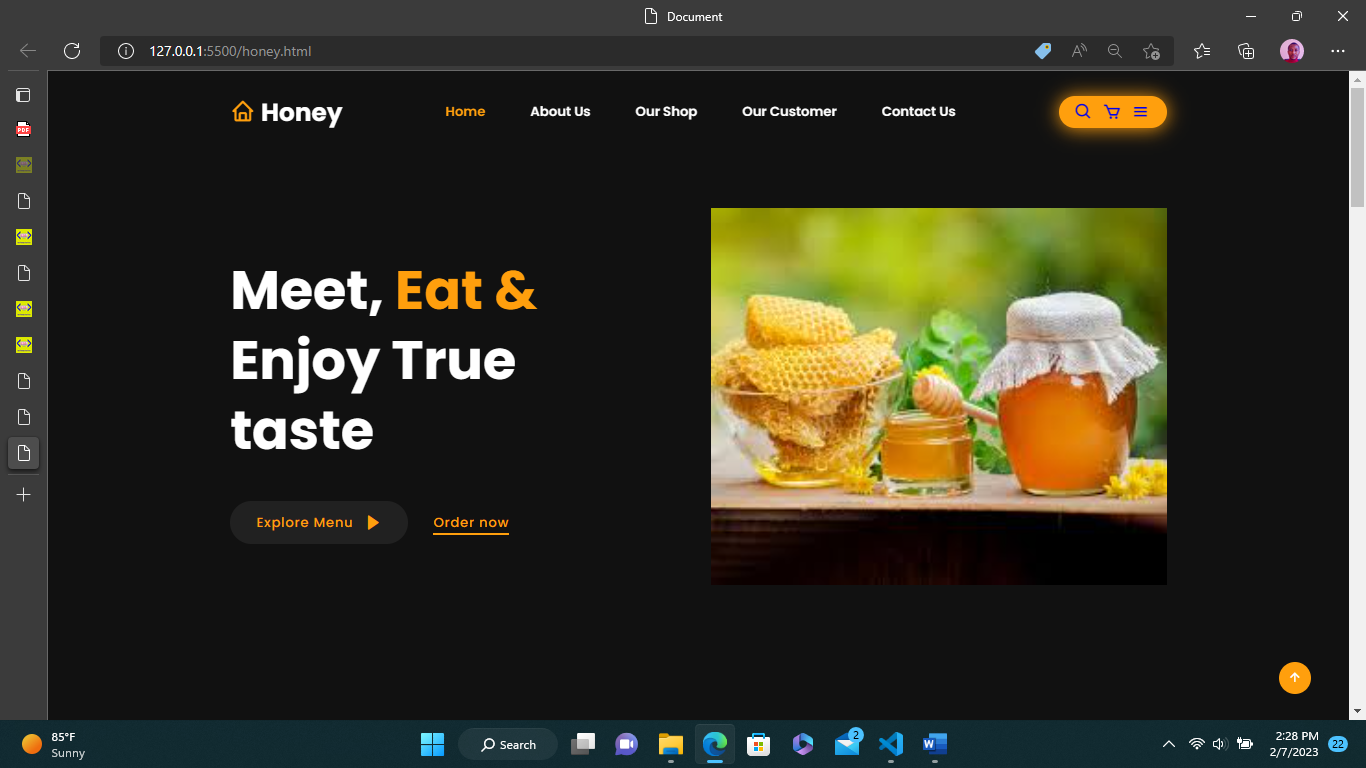 Document
127.0.0.1:5500/honey.html
PDF
Honey
Home
About Us
Our Shop
Our Customer
Contact Us
Meet, Eat &
Enjoy True
taste
Explore Menu
Order now
85°F
Sunny
Search
2
2:28 PM
2/7/2023
22